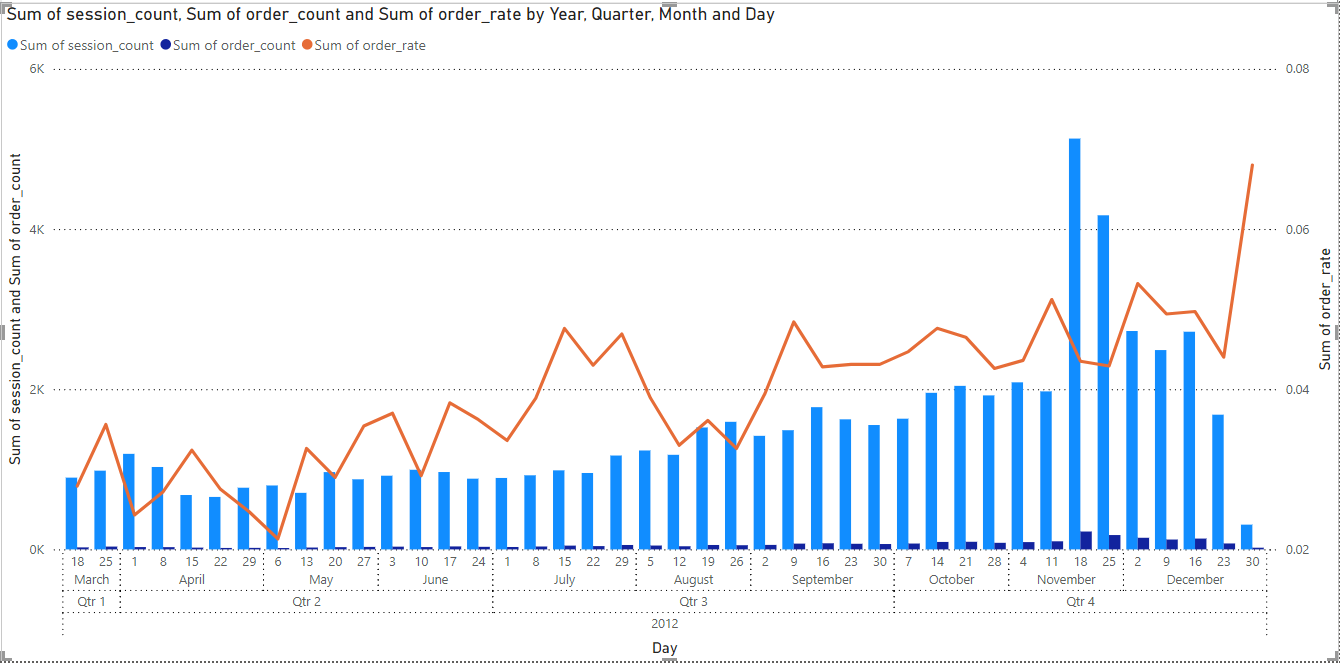 Sum of session_count, Sum of order_count and Sum of order_rate by Year, Quarter, Month and Day
Sum of session_count Sum of order_count Sum of order_rate
6K
4K
2K
0K
Sum of session_count and Sum of order_count
0.08
0.06
0.04
0.02
Sum of order_rate
18 25 1 8 15 22 29 6 13 20 27 3 10 17 24 1 8 15 22 29 5 12 19 26 2 9 16 23 30 7 14 21 28 4 11 18 25 2 9 16 23 30
March April May June July August September October November December
Qtr 1 Qtr 2 Qtr 3 Qtr 4
2012
Day